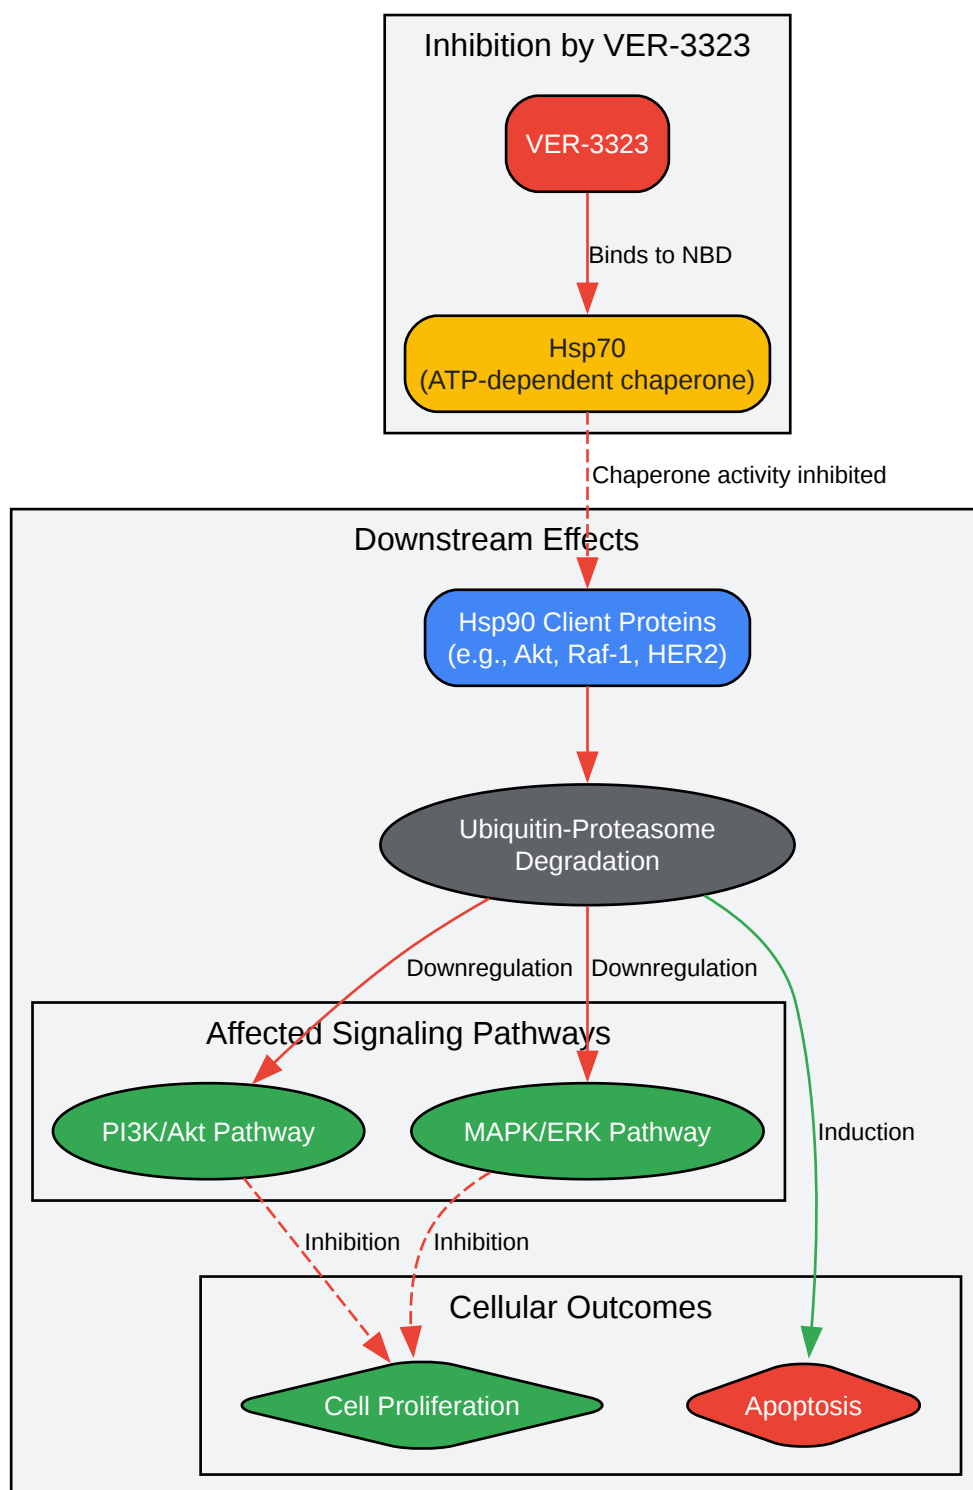 Inhibition by VER-3323
VER-3323
Binds to NBD
Hsp70
(ATP-dependent chaperone)
Chaperone activity inhibited
Downstream Effects
Hsp90 Client Proteins
(e.g., Akt, Raf-1, HER2)
Ubiquitin-Proteasome
Degradation
Downregulation
Downregulation
Affected Signaling Pathways
PI3K/Akt Pathway
MAPK/ERK Pathway
Induction
Inhibition
Inhibition
Cellular Outcomes
Cell Proliferation
Apoptosis